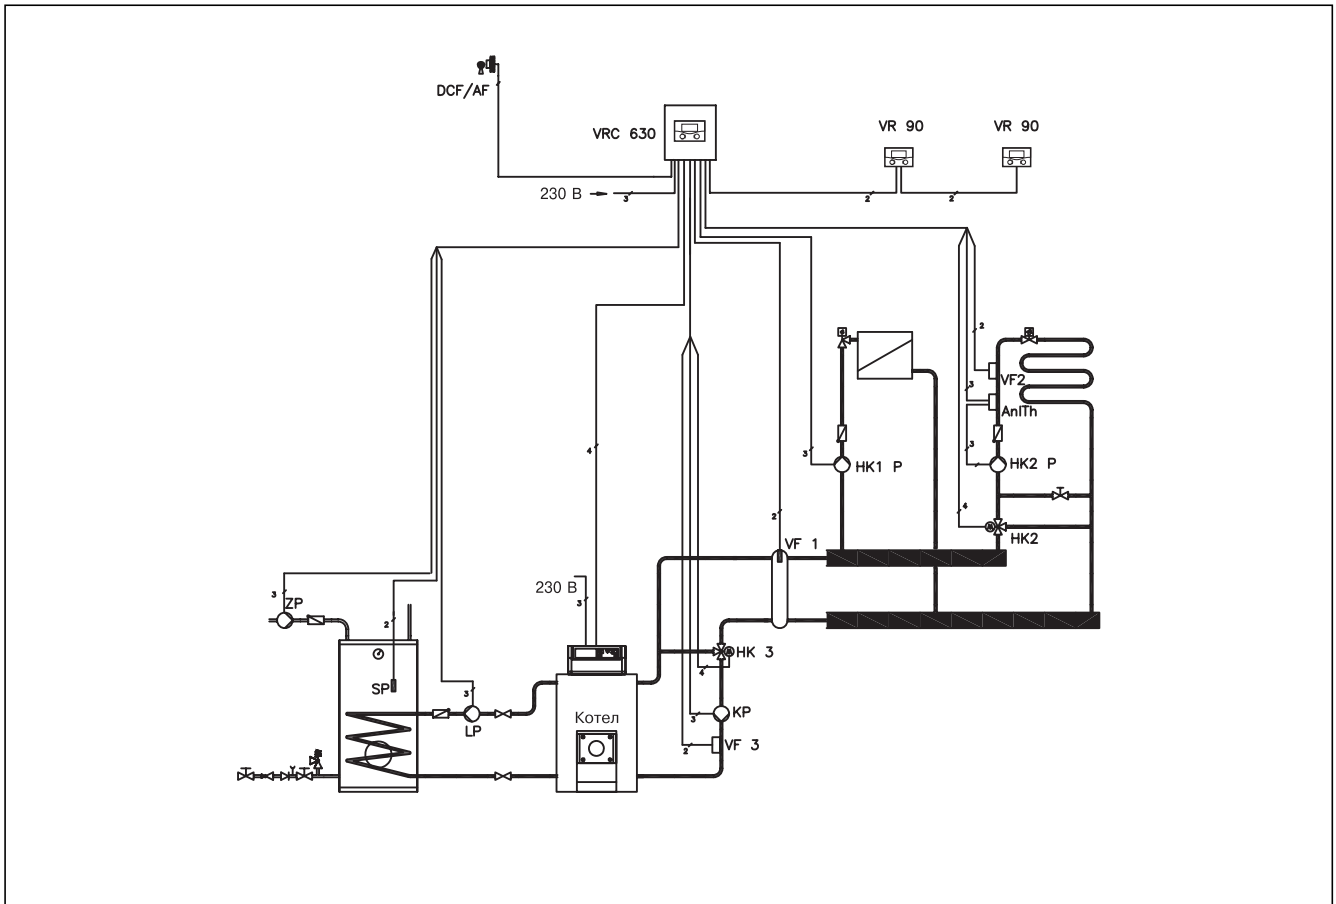 DCF/AF
VRC 630
VR 90
VR 90
230 В
3
2
2
2
3
AnlTh
VF2
3
HK1 P
3
HK2 P
4
4
HK2
2
VF 1
230 В
3
3
ZP
2
SP
3
LP
HK 3
4
Котел
3
KP
2
VF 3